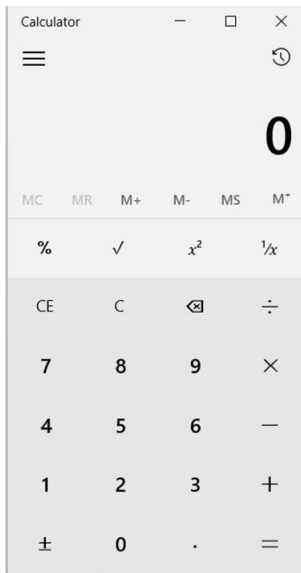 Calculator
0
MC MR M+ M- MS M
% √ x² ¹/x
CE C ÷
7 8 9 ×
4 5 6 −
1 2 3 +
± 0 . =